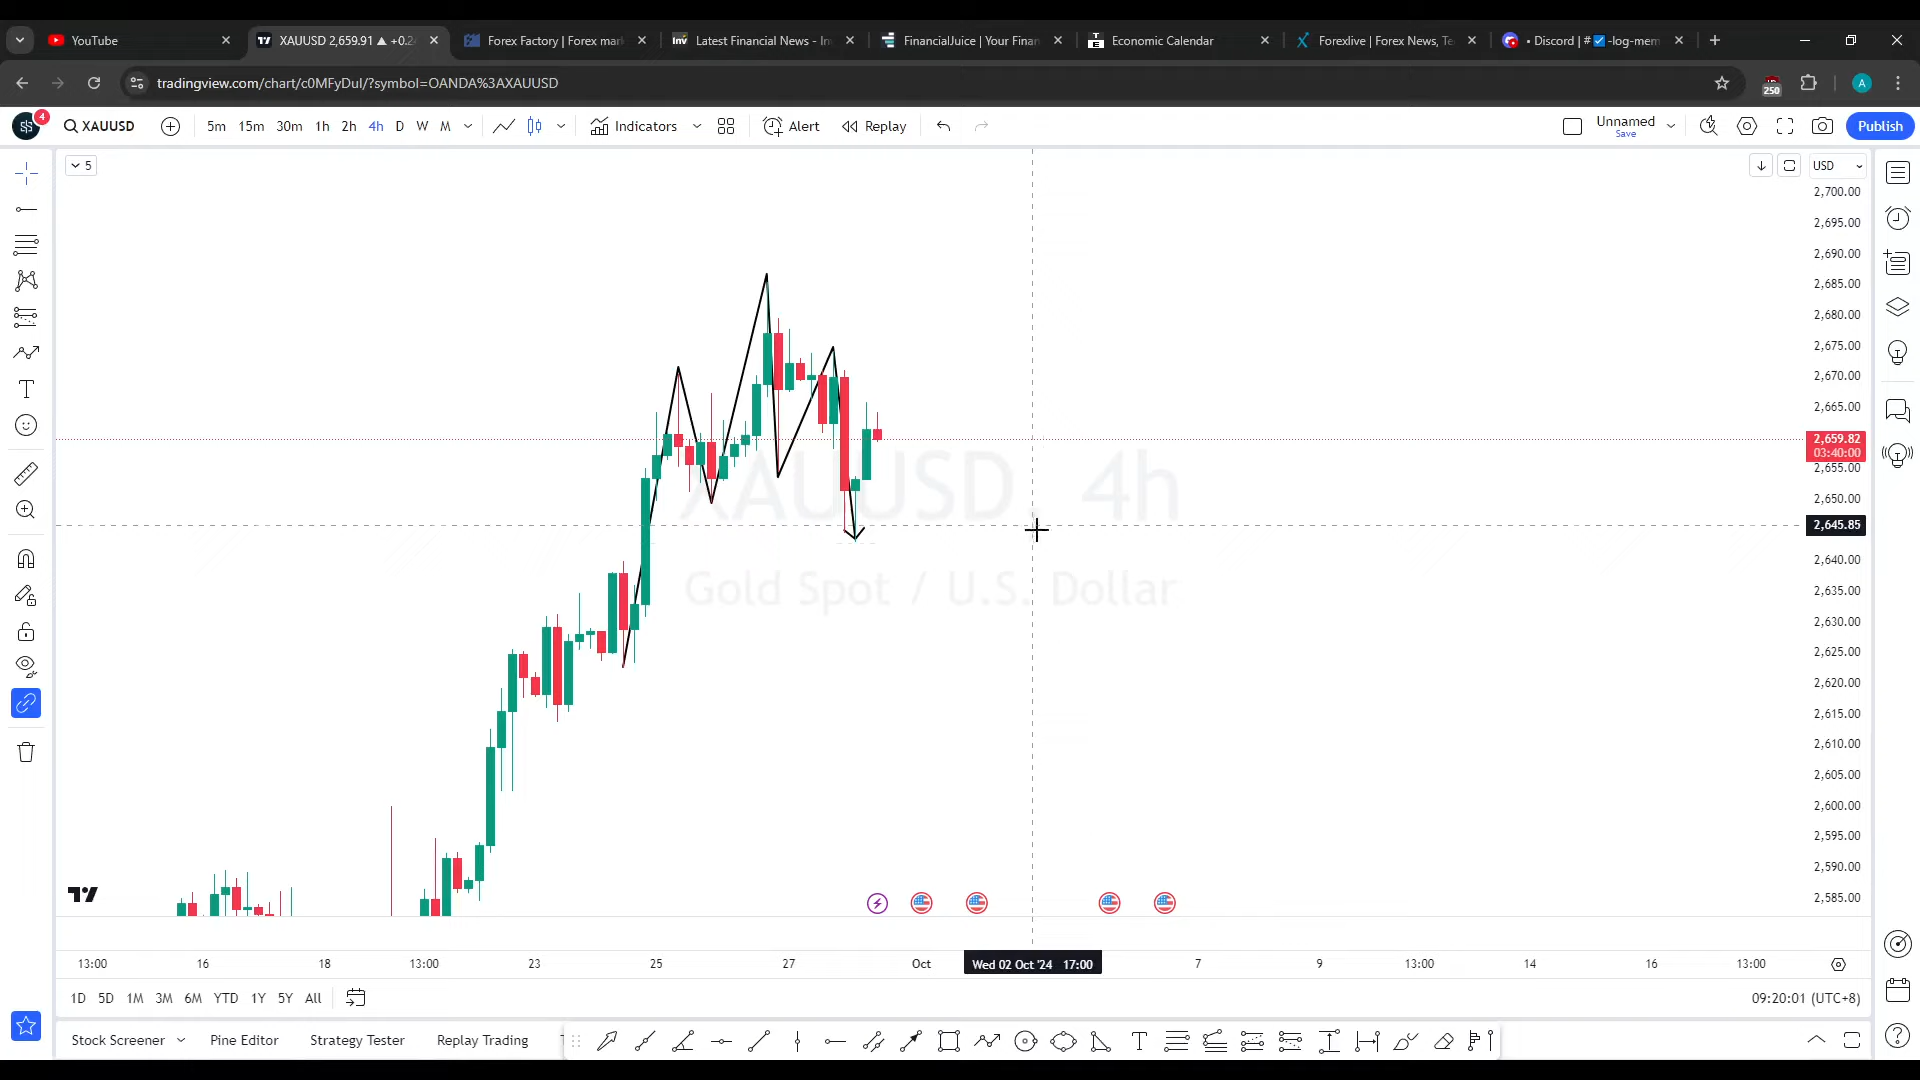 YouTube
XAUUSD 2,659.91 ▲ +0.2
Forex Factory | Forex mar
Latest Financial News - In
FinancialJuice | Your Finan
Economic Calendar
Forexlive | Forex News, Te
• Discord | #✅-log-mem
tradingview.com/chart/c0MFyDul/?symbol=OANDA%3AXAUUSD
250
A
4
XAUUSD
5m 15m 30m 1h 2h 4h D W M
Indicators
Alert
Replay
Unnamed
Save
Publish
5
USD
2,700.00
2,695.00
2,690.00
2,685.00
2,680.00
2,675.00
2,670.00
2,665.00
2,659.82
03:40:00
2,655.00
2,650.00
2,645.85
2,640.00
2,635.00
2,630.00
2,625.00
2,620.00
2,615.00
2,610.00
2,605.00
2,600.00
2,595.00
2,590.00
2,585.00
XAUUSD, 4h
Gold Spot / U.S. Dollar
13:00 16 18 13:00 23 25 27 Oct Wed 02 Oct '24 17:00 7 9 13:00 14 16 13:00
1D 5D 1M 3M 6M YTD 1Y 5Y All
09:20:01 (UTC+8)
Stock Screener
Pine Editor
Strategy Tester
Replay Trading